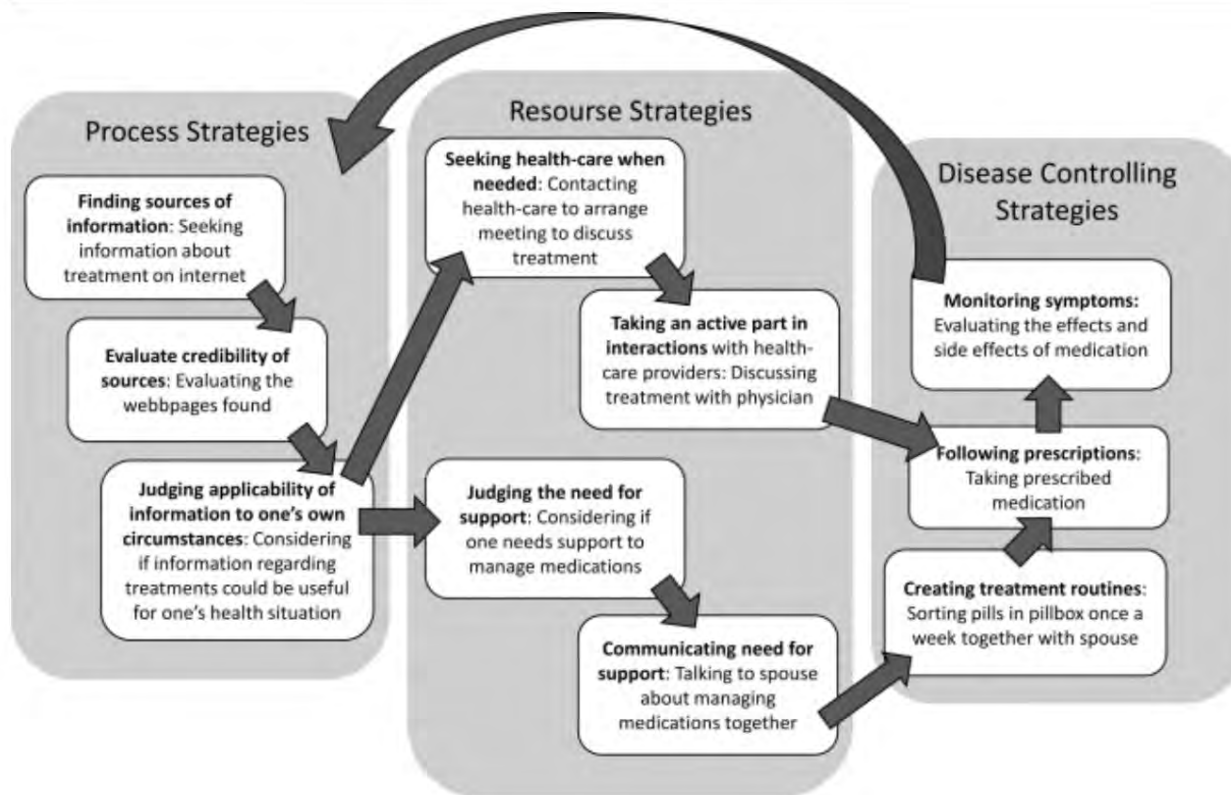 Process Strategies
Finding sources of
information: Seeking
information about
treatment on internet
Evaluate credibility of
sources: Evaluating the
webbpages found
Judging applicability of
information to one's own
circumstances: Considering
if information regarding
treatments could be useful
for one's health situation
Resourse Strategies
Seeking health-care when
needed: Contacting
health-care to arrange
meeting to discuss
treatment
Taking an active part in
interactions with health-
care providers: Discussing
treatment with physician
Judging the need for
support: Considering if
one needs support to
manage medications
Communicating need for
support: Talking to spouse
about managing
medications together
Disease Controlling
Strategies
Monitoring symptoms:
Evaluating the effects and
side effects of medication
Following prescriptions:
Taking prescribed
medication
Creating treatment routines:
Sorting pills in pillbox once a
week together with spouse